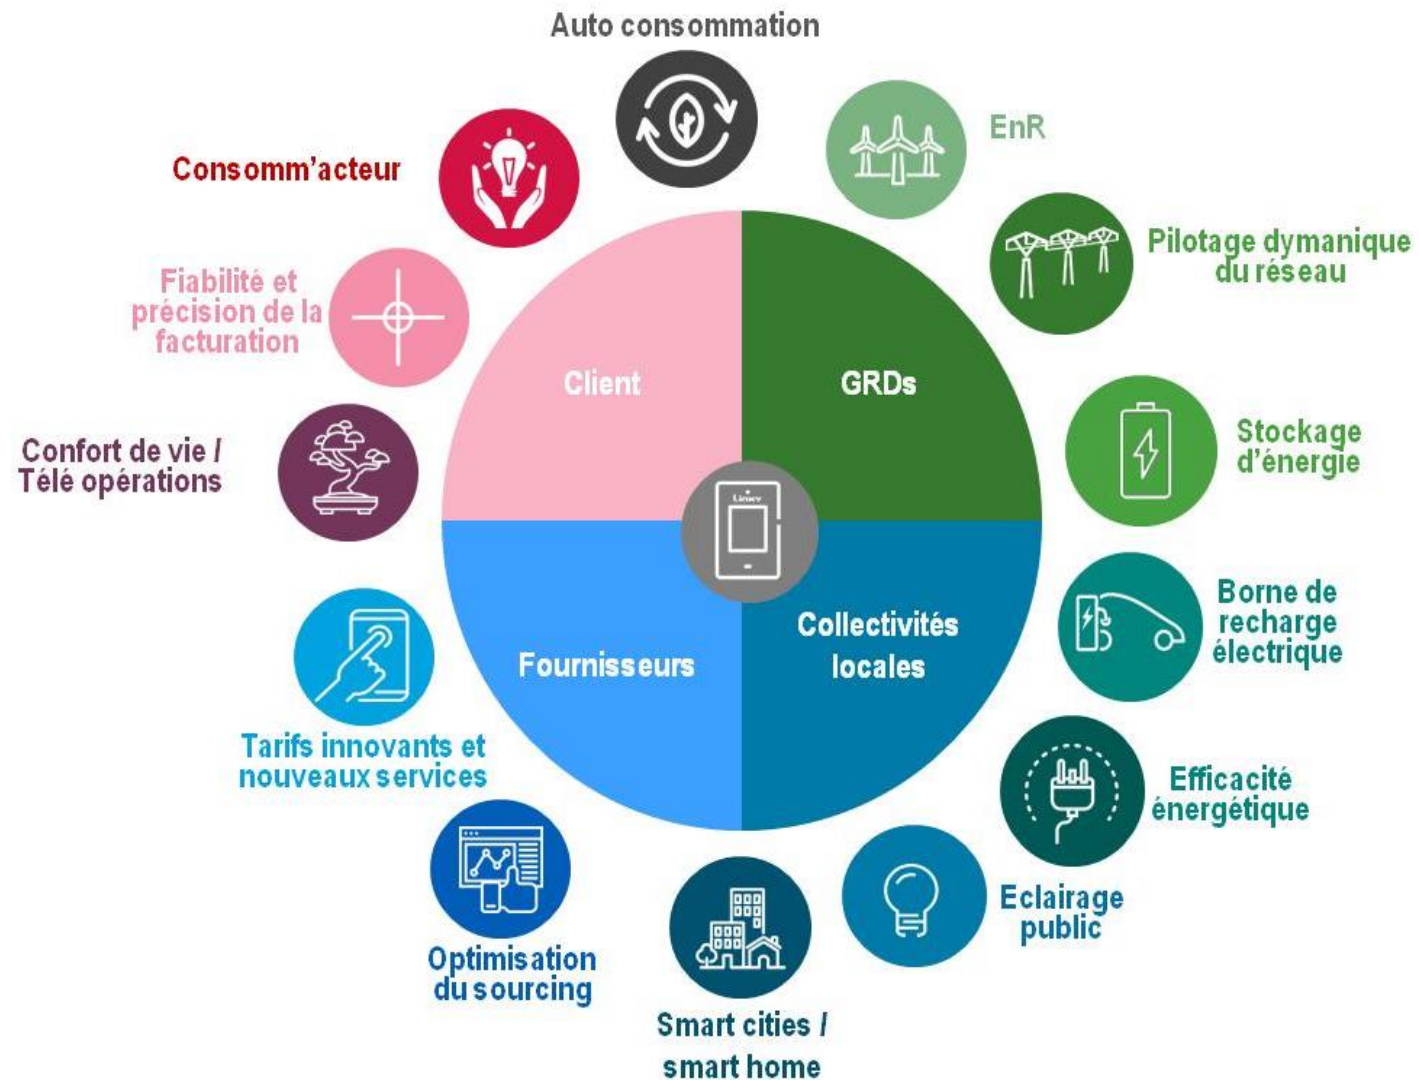 Auto consommation
EnR
Consomm’acteur
Pilotage dymanique
du réseau
Fiabilité et
précision de la
facturation
Client
GRDs
Stockage
d’énergie
Confort de vie /
Télé opérations
Linky
Borne de
recharge
électrique
Collectivités
locales
Fournisseurs
Tarifs innovants et
nouveaux services
Efficacité
énergétique
Eclairage
public
Optimisation
du sourcing
Smart cities /
smart home